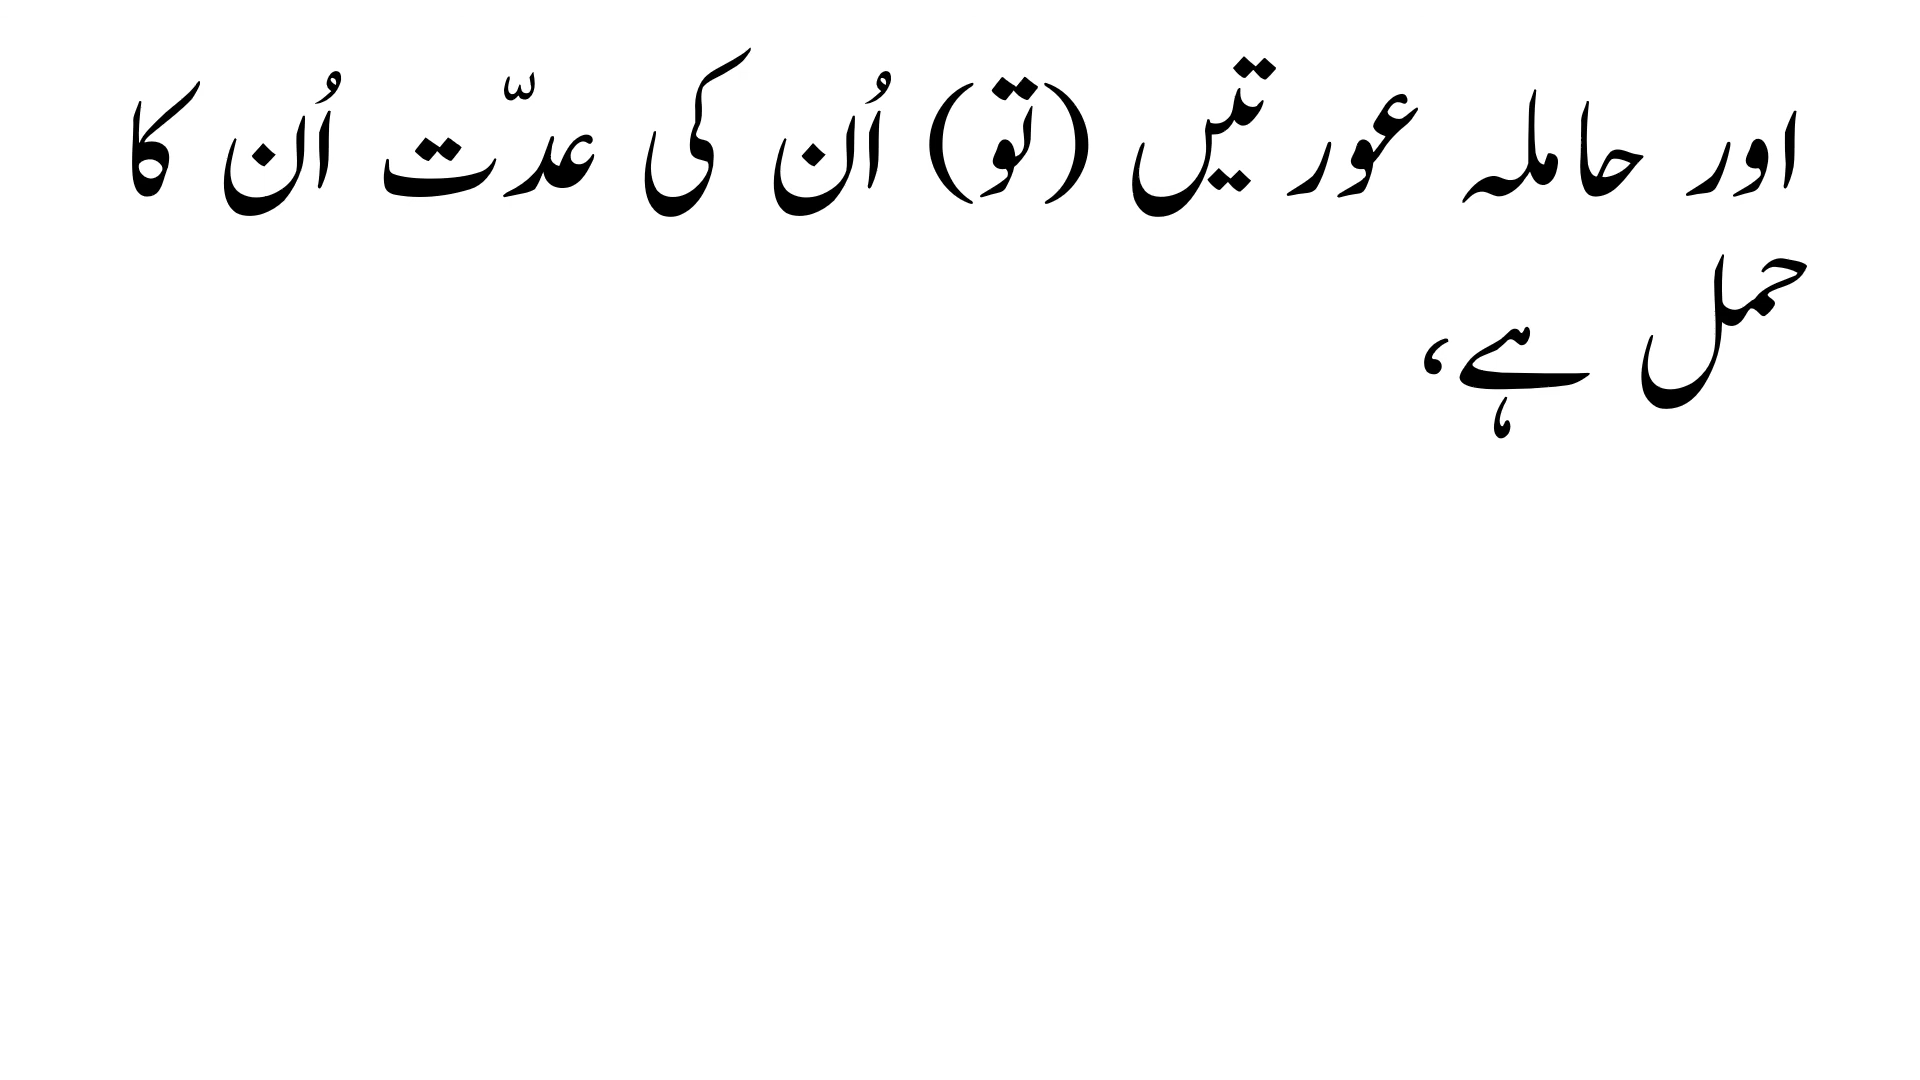 اور حاملہ عورتیں (تو) اُن کی عدّت اُن کا
حمل ہے،